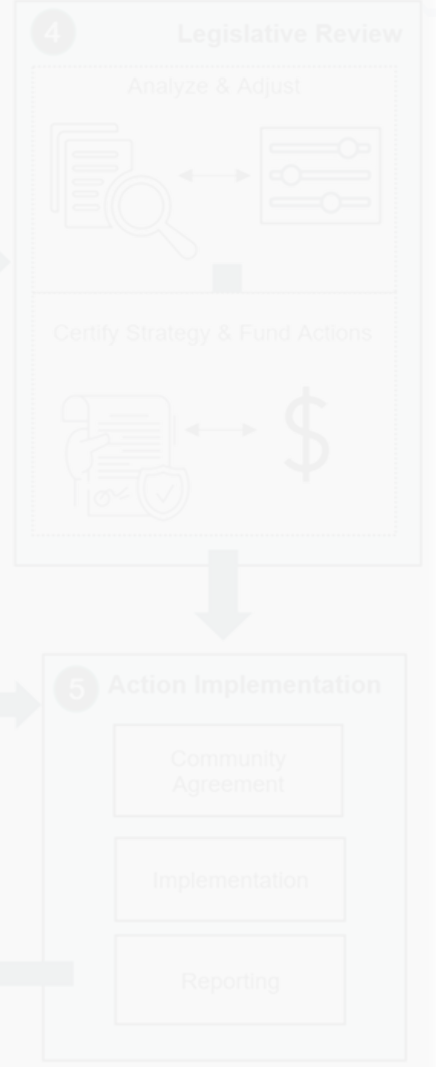 4
Legislative Review
Analyze & Adjust
Certify Strategy & Fund Actions
$
5
Action Implementation
Community
Agreement
Implementation
Reporting